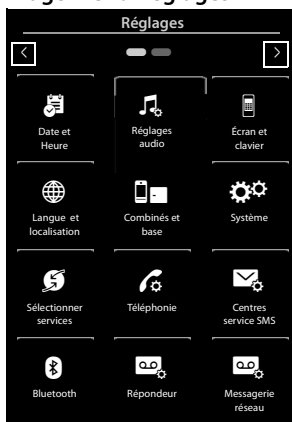 Réglages
Date et
Heure
Réglages
audio
Écran et
clavier
Langue et
localisation
Combinés et
base
Système
Sélectionner
services
Téléphonie
Centres
service SMS
Bluetooth
Répondeur
Messagerie
réseau